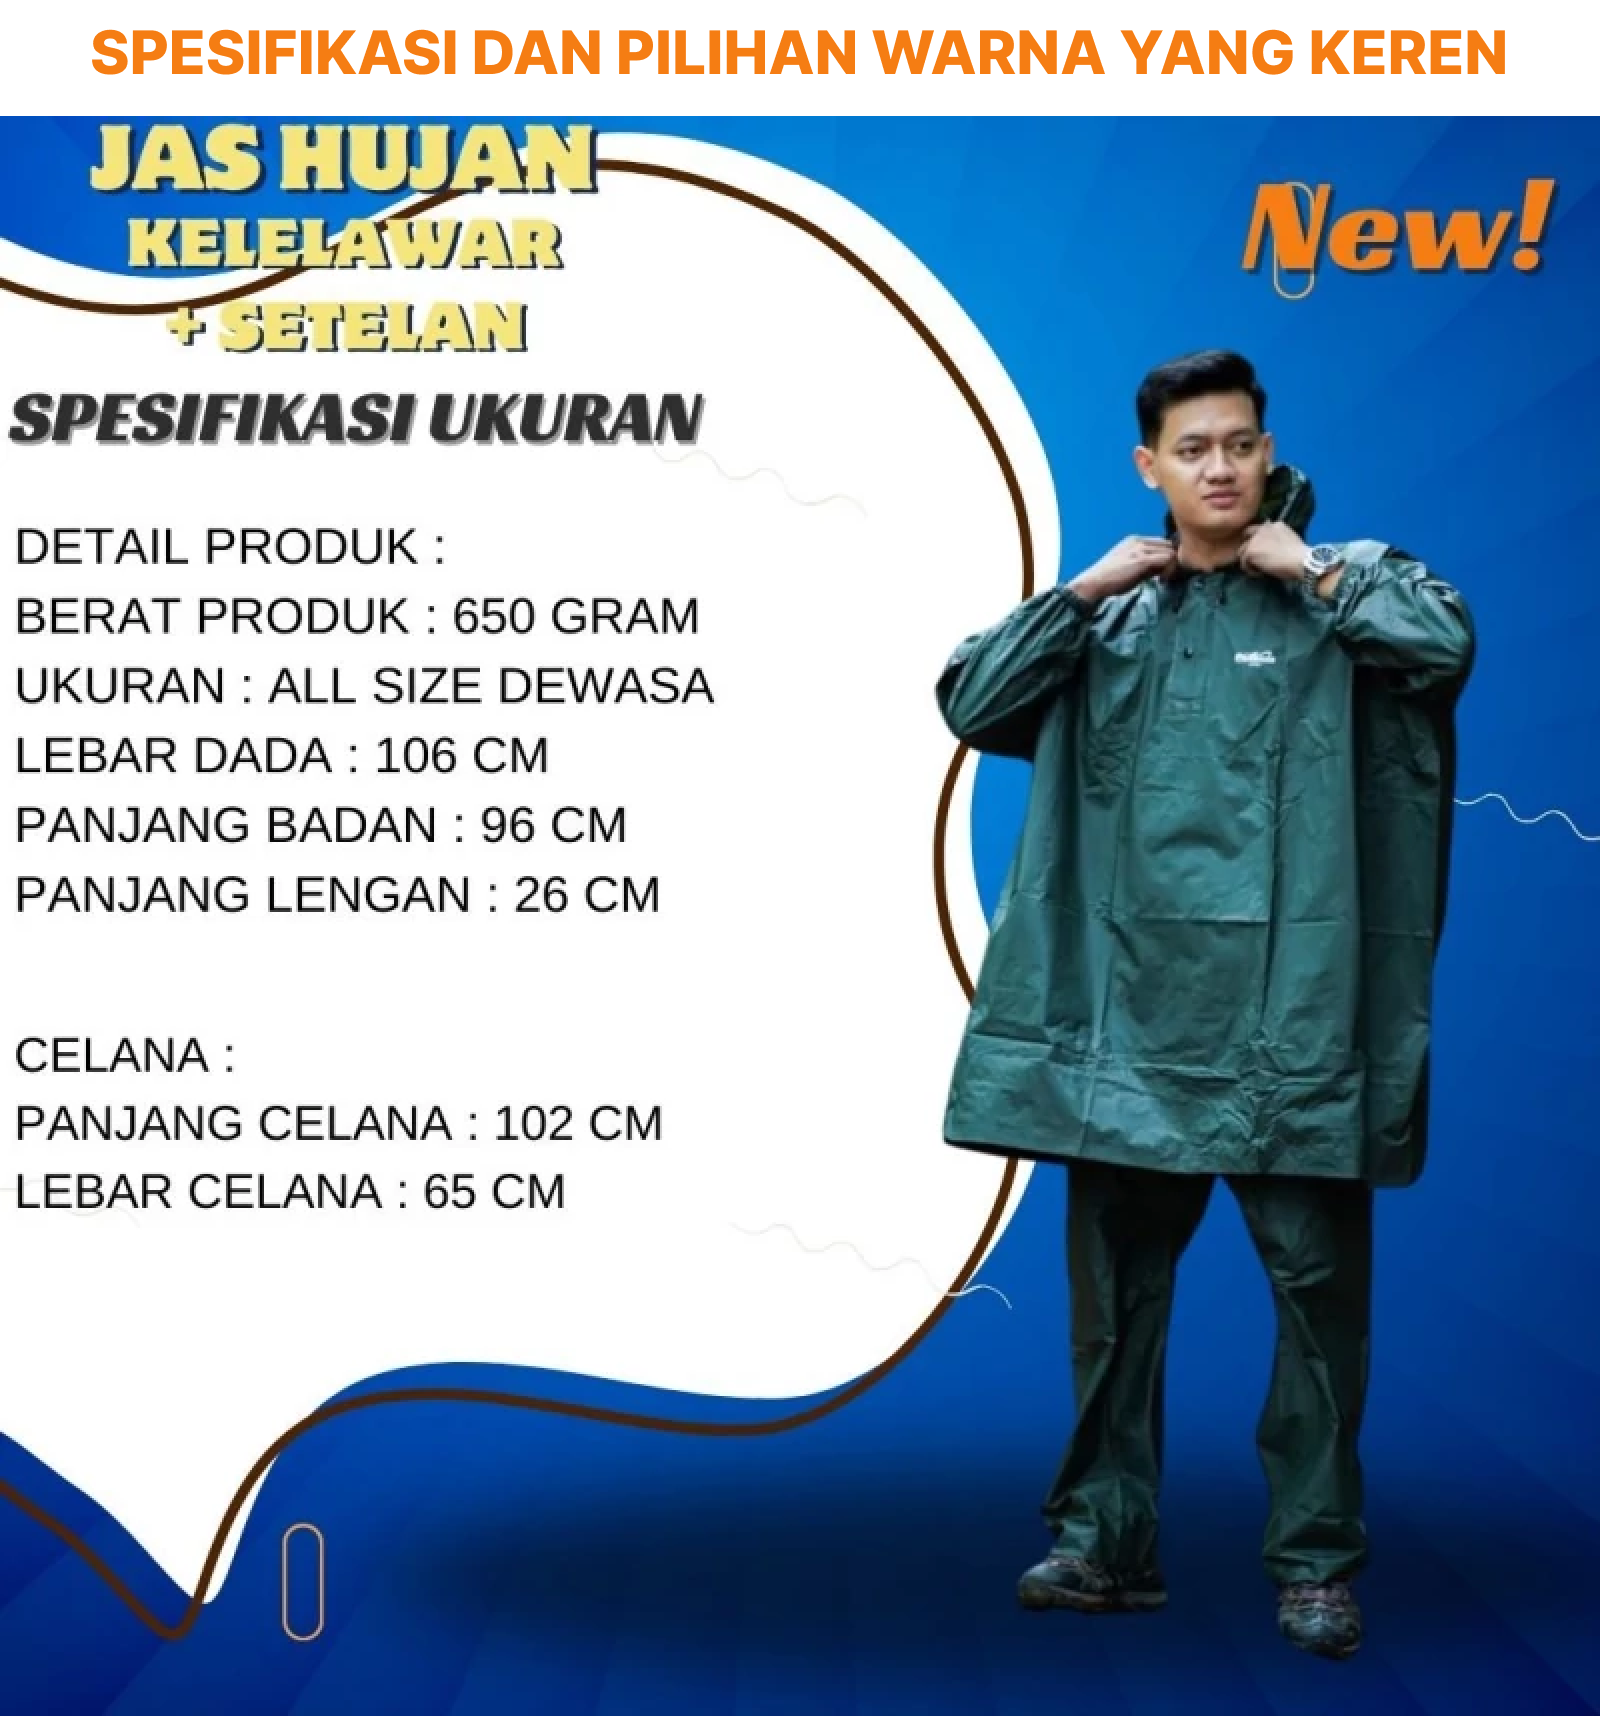 SPESIFIKASI DAN PILIHAN WARNA YANG KEREN
JAS HUJAN
KELELAWAR
+ SETELAN
New!
SPESIFIKASI UKURAN
DETAIL PRODUK :
BERAT PRODUK : 650 GRAM
UKURAN : ALL SIZE DEWASA
LEBAR DADA : 106 CM
PANJANG BADAN : 96 CM
PANJANG LENGAN : 26 CM
CELANA :
PANJANG CELANA : 102 CM
LEBAR CELANA : 65 CM